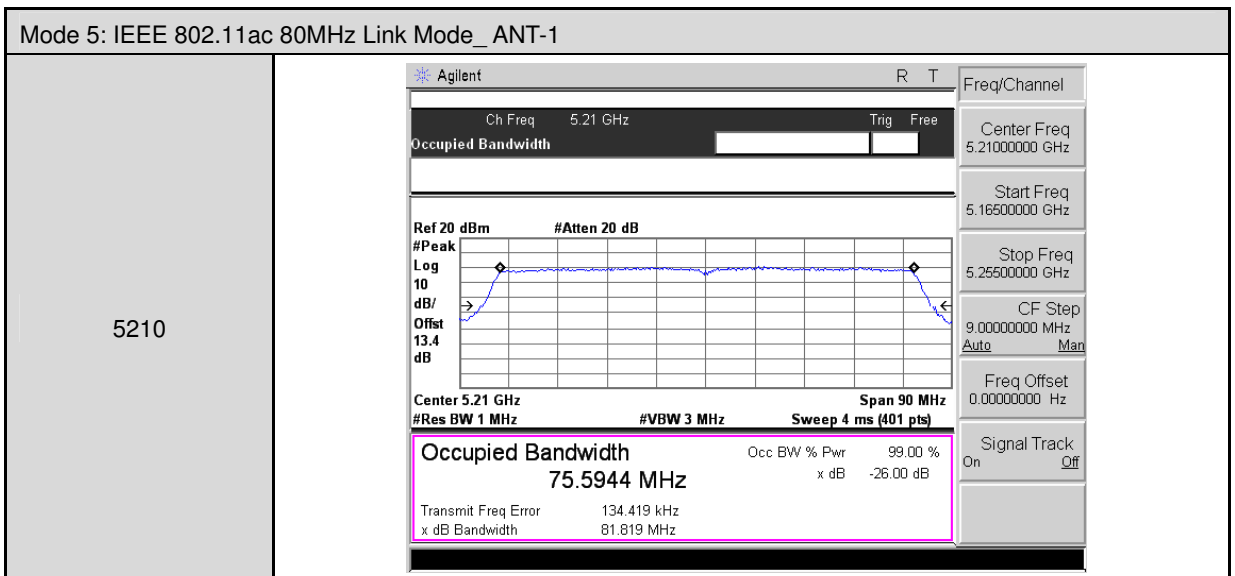 Mode 5: IEEE 802.11ac 80MHz Link Mode_ ANT-1
5210
Agilent R T
Ch Freq 5.21 GHz Trig Free
Occupied Bandwidth
Ref 20 dBm #Atten 20 dB
#Peak
Log
10
dB/
Offst
13.4
dB
Center 5.21 GHz Span 90 MHz
#Res BW 1 MHz #VBW 3 MHz Sweep 4 ms (401 pts)
Occupied Bandwidth Occ BW % Pwr 99.00 %
75.5944 MHz x dB -26.00 dB
Transmit Freq Error 134.419 kHz
x dB Bandwidth 81.819 MHz
Freq/Channel
Center Freq
5.21000000 GHz
Start Freq
5.16500000 GHz
Stop Freq
5.25500000 GHz
CF Step
9.00000000 MHz
Auto Man
Freq Offset
0.00000000 Hz
Signal Track
On Off